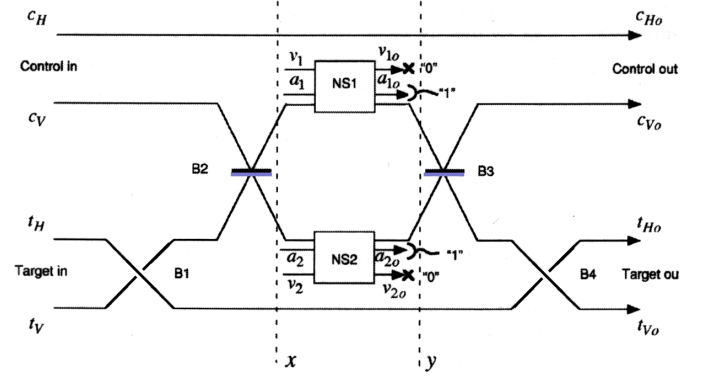 c_H
c_Ho
Control in
v_1
v_1o
"0"
NS1
Control out
a_1
a_1o
"1"
c_V
c_Vo
B2
B3
t_H
t_Ho
a_2
a_2o
"1"
Target in
B1
NS2
B4
Target ou
v_2
v_2o
"0"
t_V
t_Vo
x
y